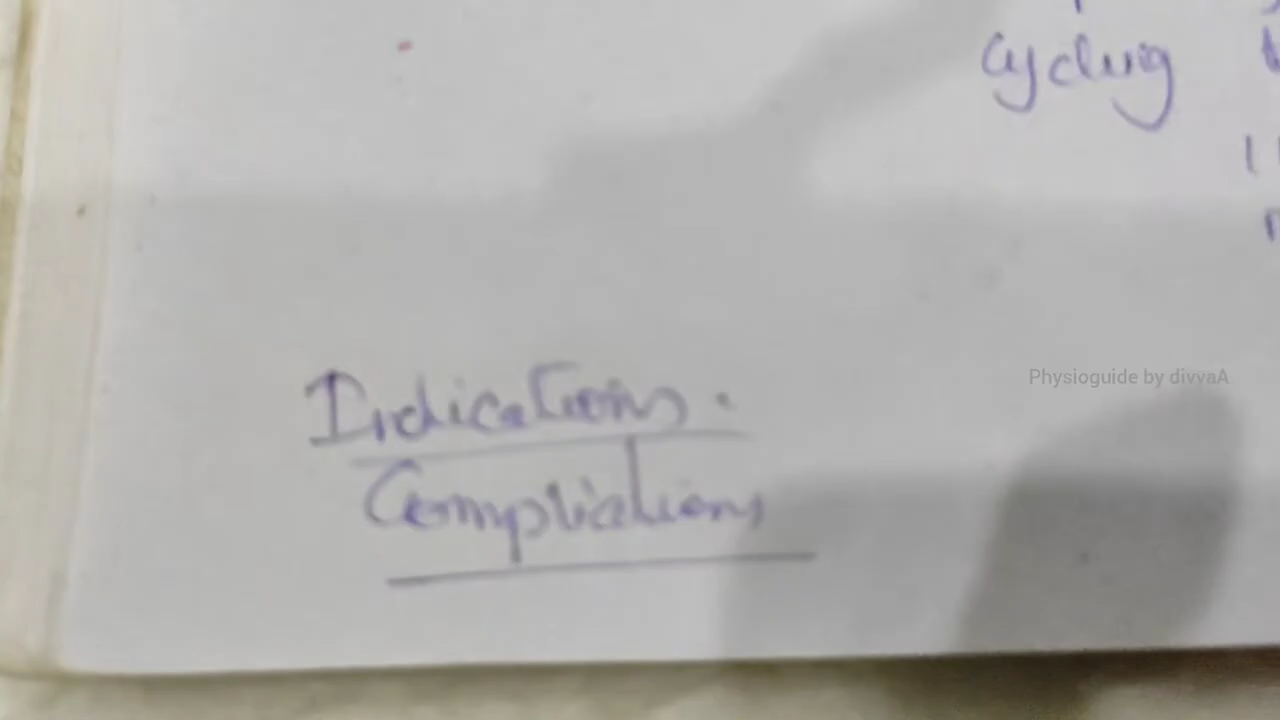 Cycling
Physioguide by divvaA
Indications.
Complications